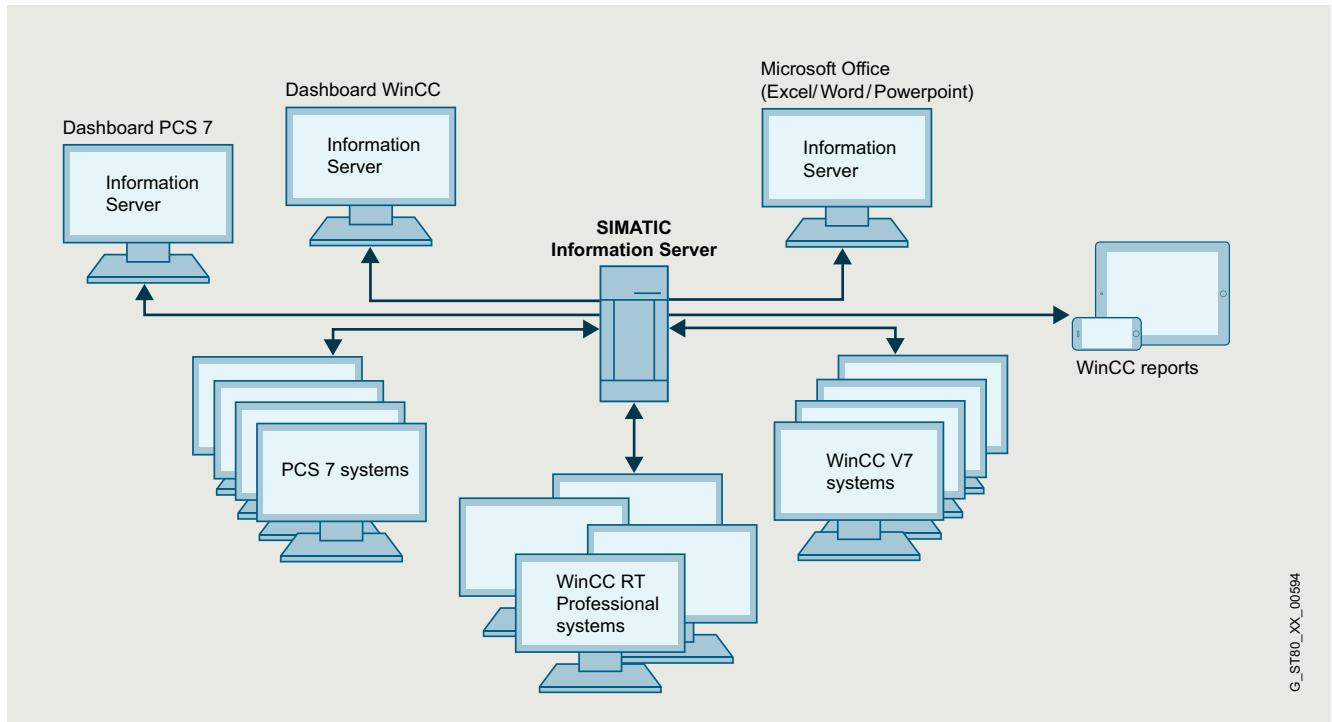 Microsoft Office
(Excel/ Word / Powerpoint)
Dashboard WinCC
Dashboard PCS 7
Information
Server
Information
Server
Information
Server
SIMATIC
Information Server
WinCC reports
PCS 7 systems
WinCC V7
systems
WinCC RT
Professional
systems
G_ST80_XX_00594